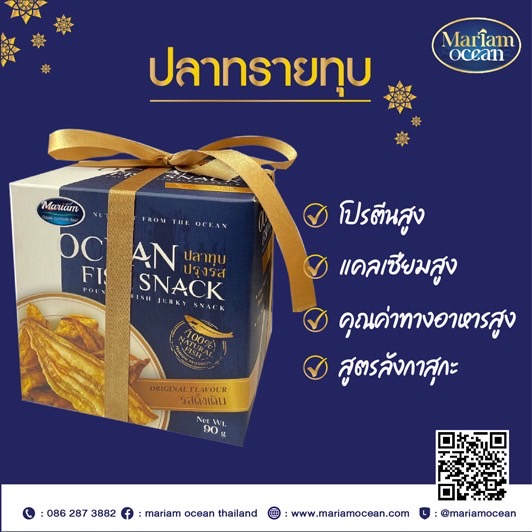 Mariam
ocean
ปลาทรายทุบ
Mariam
NUTRIENT FROM THE OCEAN
OCEAN
ปลาทุบ
ปรุงรส
FISH SNACK
POUNDED FISH JERKY SNACK
100%
NATURAL
FISH
ORIGINAL FLAVOUR
รสดั้งเดิม
Net Wt.
90 g
โปรตีนสูง
แคลเซียมสูง
คุณค่าทางอาหารสูง
สูตรลังกาสุกะ
: 086 287 3882
: mariam ocean thailand
: www.mariamocean.com
: @mariamocean